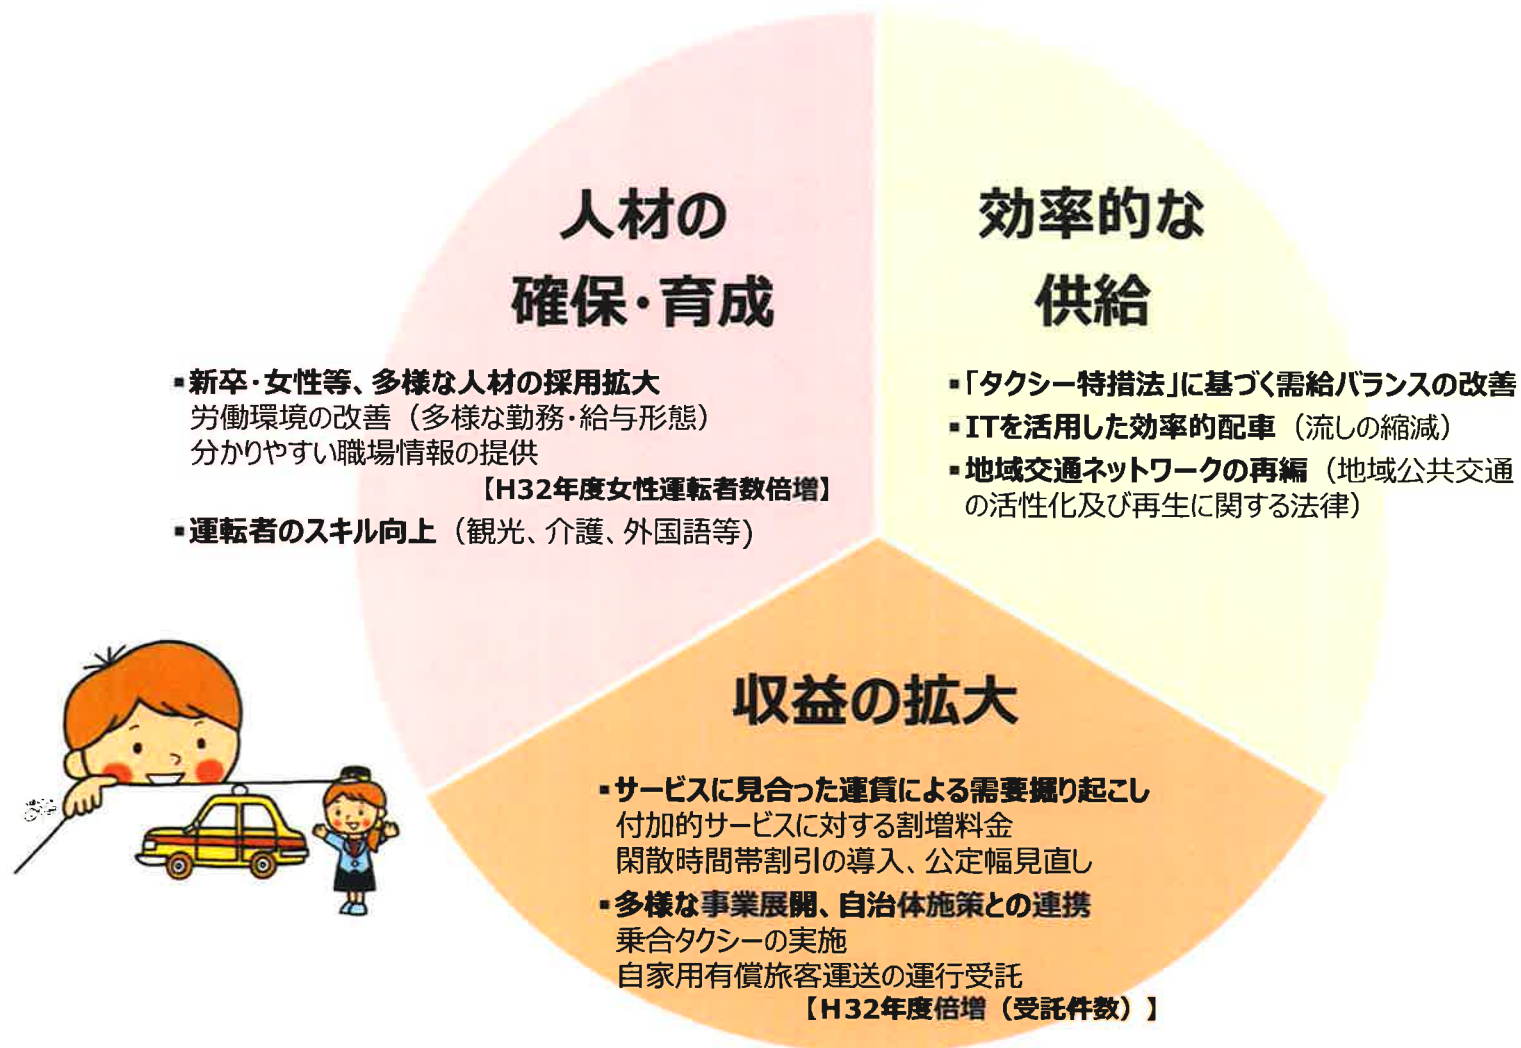 人材の
確保・育成
▪新卒・女性等、多様な人材の採用拡大
労働環境の改善（多様な勤務・給与形態）
分かりやすい職場情報の提供
【H32年度女性運転者数倍増】
▪運転者のスキル向上（観光、介護、外国語等)
効率的な
供給
▪「タクシー特措法」に基づく需給バランスの改善
▪ITを活用した効率的配車（流しの縮減）
▪地域交通ネットワークの再編（地域公共交通
の活性化及び再生に関する法律）
収益の拡大
▪サービスに見合った運賃による需要掘り起こし
付加的サービスに対する割増料金
閑散時間帯割引の導入、公定幅見直し
▪多様な事業展開、自治体施策との連携
乗合タクシーの実施
自家用有償旅客運送の運行受託
【H32年度倍増（受託件数）】